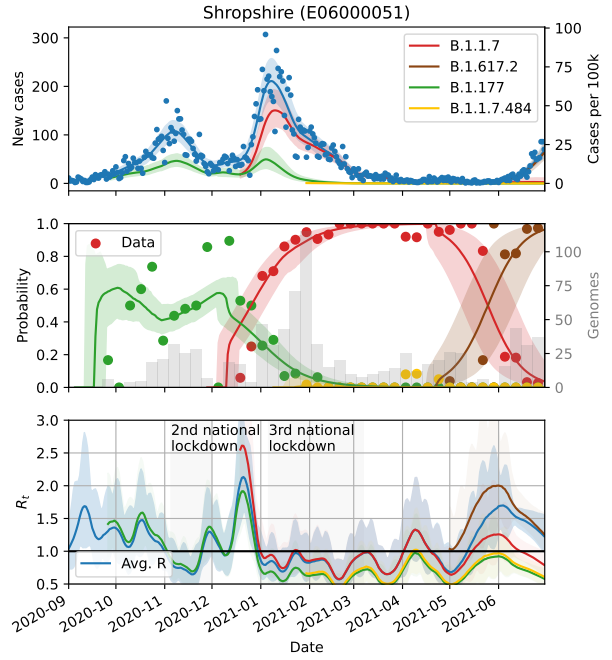 Shropshire (E06000051)
300
200
100
0
New cases
100
75
50
25
0
Cases per 100k
B.1.1.7
B.1.617.2
B.1.177
B.1.1.7.484
1.0
0.8
0.6
0.4
0.2
0.0
Probability
Data
100
75
50
25
0
Genomes
3.0
2.5
2.0
1.5
1.0
0.5
Rt
2nd national
lockdown
3rd national
lockdown
Avg. R
2020-09
2020-10
2020-11
2020-12
2021-01
2021-02
2021-03
2021-04
2021-05
2021-06
Date